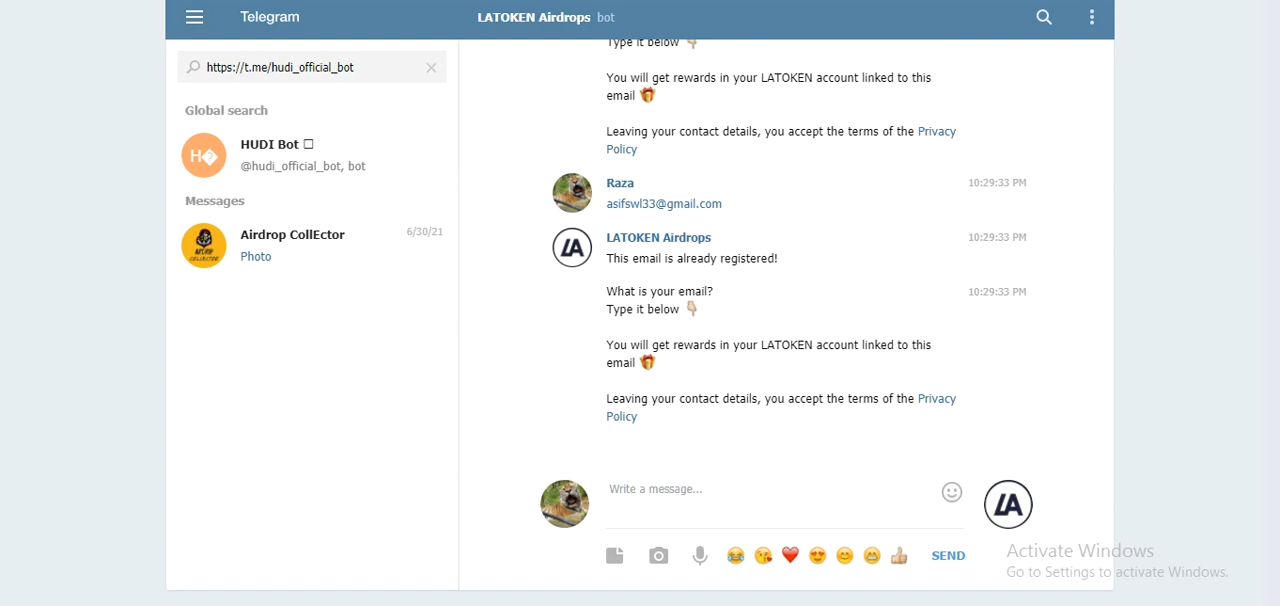 Telegram
LATOKEN Airdrops bot
https://t.me/hudi_official_bot
Global search
H
HUDI Bot
@hudi_official_bot, bot
Messages
Airdrop CollEctor 6/30/21
Photo
Type it below 👇🏼
You will get rewards in your LATOKEN account linked to this
email 🎁
Leaving your contact details, you accept the terms of the Privacy
Policy
Raza 10:29:33 PM
asifswl33@gmail.com
LATOKEN Airdrops 10:29:33 PM
This email is already registered!
What is your email? 10:29:33 PM
Type it below 👇🏼
You will get rewards in your LATOKEN account linked to this
email 🎁
Leaving your contact details, you accept the terms of the Privacy
Policy
Write a message...
LA
SEND
Activate Windows
Go to Settings to activate Windows.